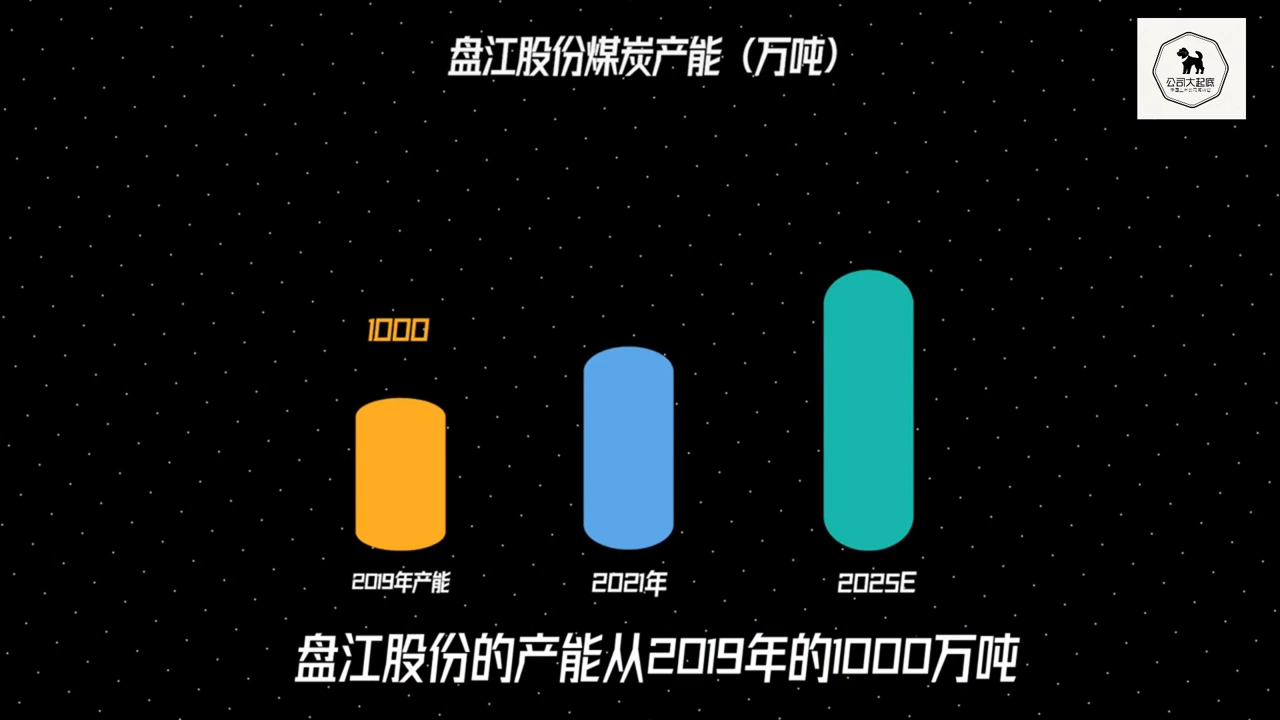 盘江股份煤炭产能（万吨）
公司大起底
1000
2019年产能
2021年
2025E
盘江股份的产能从2019年的1000万吨